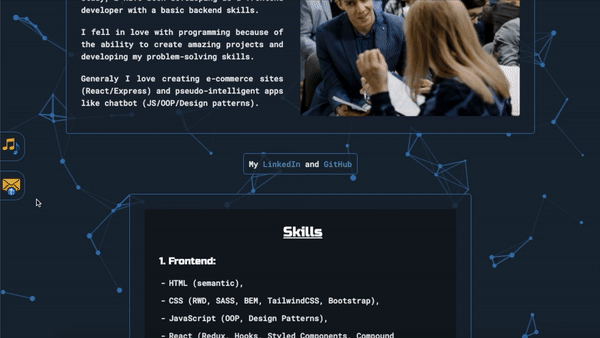 developer with a basic backend skills.
I fell in love with programming because of
the ability to create amazing projects and
developing my problem-solving skills.
Generaly I love creating e-commerce sites
(React/Express) and pseudo-intelligent apps
like chatbot (JS/OOP/Design patterns).
My LinkedIn and GitHub
Skills
1. Frontend:
- HTML (semantic),
- CSS (RWD, SASS, BEM, TailwindCSS, Bootstrap),
- JavaScript (OOP, Design Patterns),
- React (Redux, Hooks, Styled Components, Compound